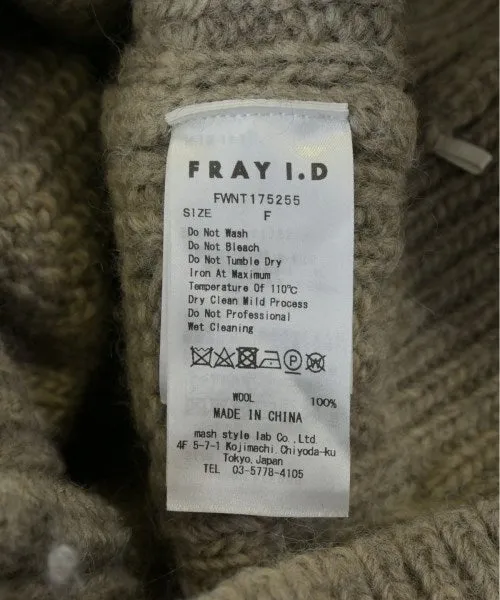 FRAY I.D
FWNT175255
SIZE F
Do Not Wash
Do Not Bleach
Do Not Tumble Dry
Iron At Maximum
Temperature Of 110℃
Dry Clean Mild Process
Do Not Professional
Wet Cleaning
P W
WOOL 100%
MADE IN CHINA
mash style lab Co.,Ltd.
4F 5-7-1 Kojimachi,Chiyoda-ku
Tokyo,Japan
TEL 03-5778-4105